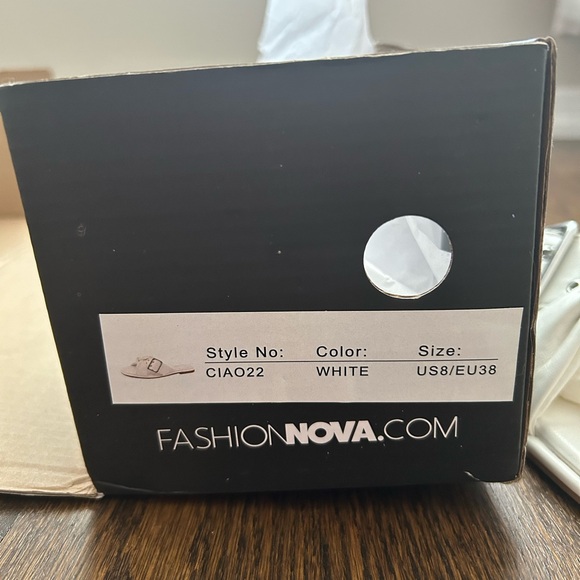 Style No: Color: Size:
CIAO22 WHITE US8/EU38
FASHIONNOVA.COM